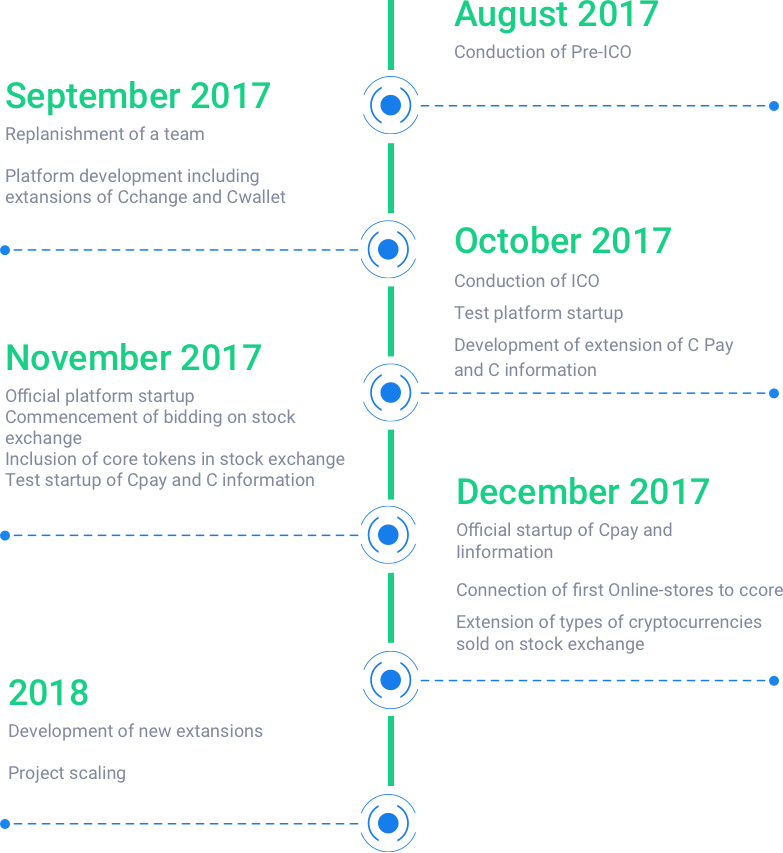 August 2017
Conduction of Pre-ICO
September 2017
Replanishment of a team
Platform development including
extansions of Cchange and Cwallet
October 2017
Conduction of ICO
Test platform startup
Development of extension of C Pay
and C information
November 2017
Official platform startup
Commencement of bidding on stock
exchange
Inclusion of core tokens in stock exchange
Test startup of Cpay and C information
December 2017
Official startup of Cpay and
Iinformation
Connection of first Online-stores to ccore
Extension of types of cryptocurrencies
sold on stock exchange
2018
Development of new extansions
Project scaling